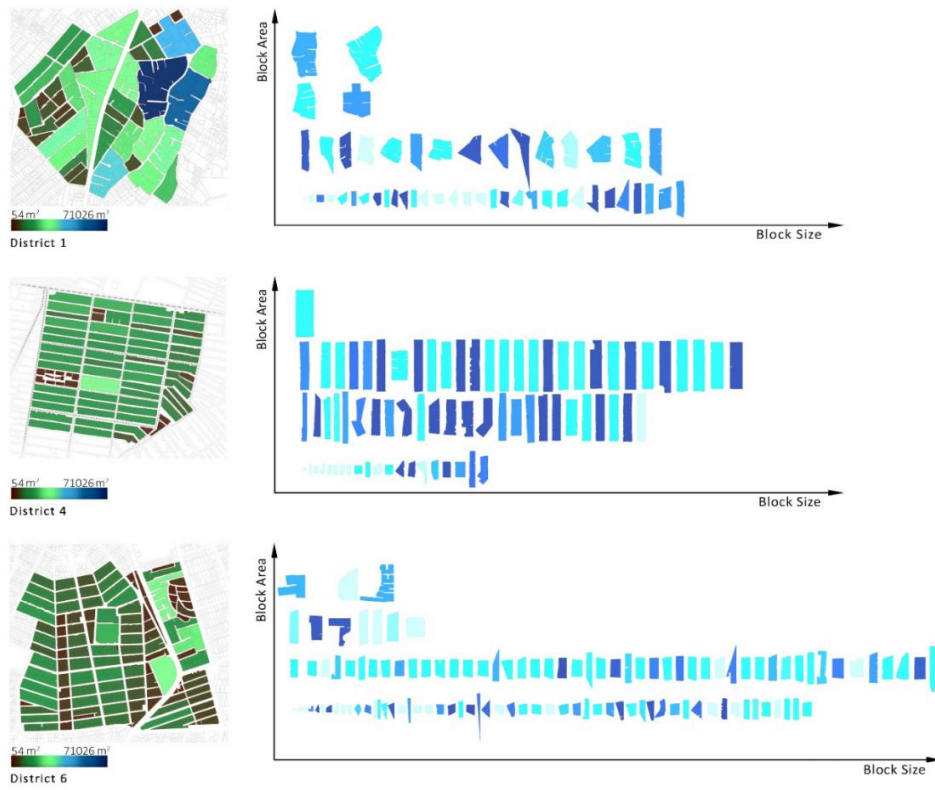 Block Area
54 m² 71026 m²
District 1
Block Size
Block Area
54 m² 71026 m²
District 4
Block Size
Block Area
54 m² 71026 m²
District 6
Block Size